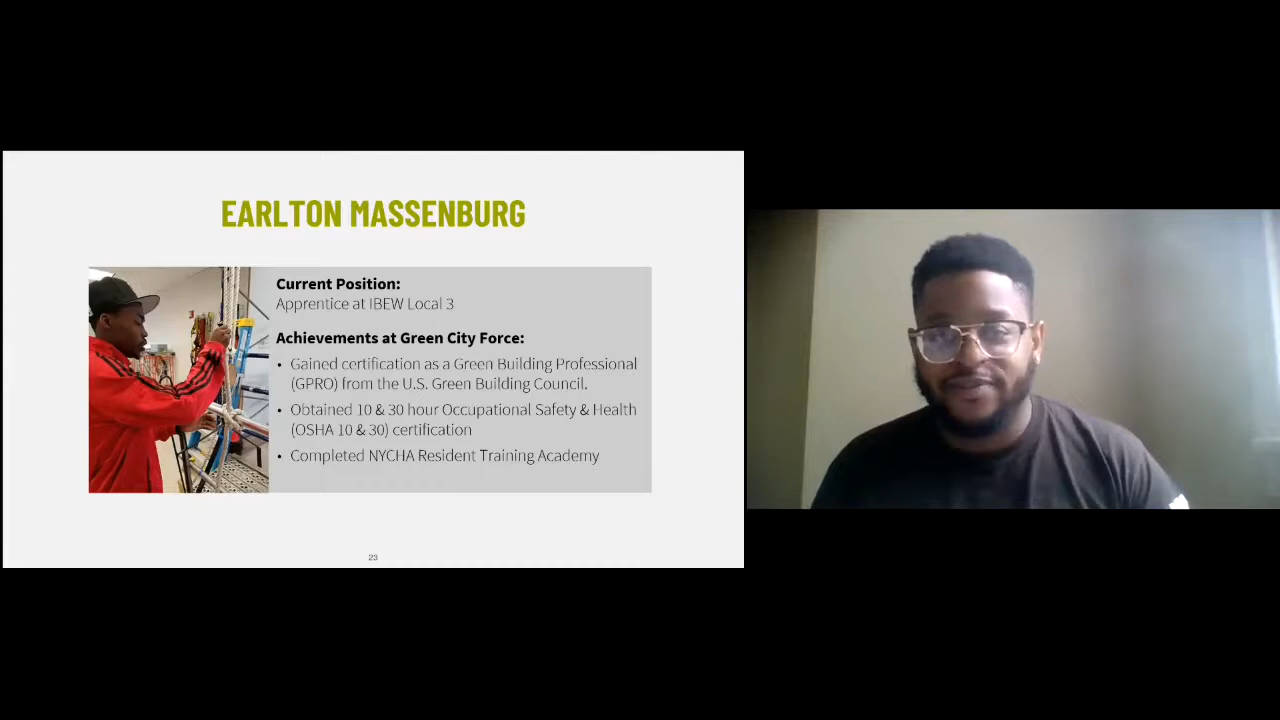 EARLTON MASSENBURG
Current Position:
Apprentice at IBEW Local 3
Achievements at Green City Force:
• Gained certification as a Green Building Professional
(GPRO) from the U.S. Green Building Council.
• Obtained 10 & 30 hour Occupational Safety & Health
(OSHA 10 & 30) certification
• Completed NYCHA Resident Training Academy
23